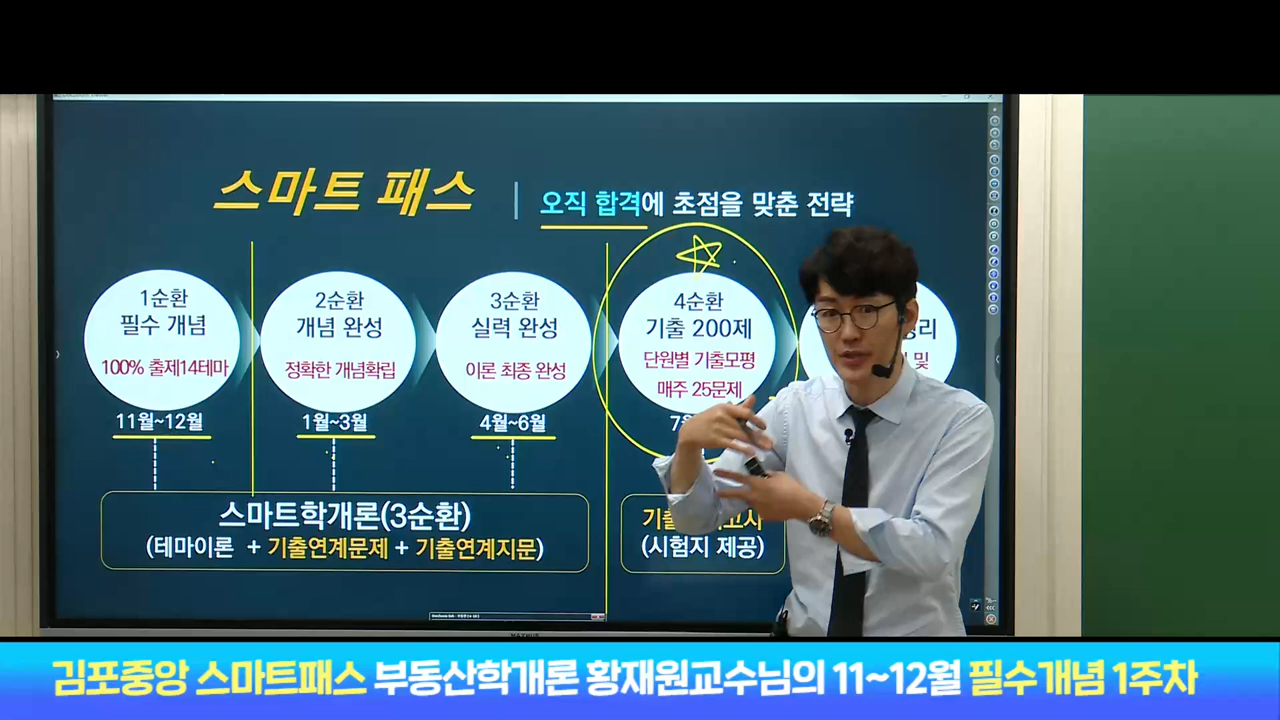 스마트 패스
오직 합격에 초점을 맞춘 전략
1순환
필수 개념
100% 출제14테마
11월~12월
2순환
개념 완성
정확한 개념확립
1월~3월
3순환
실력 완성
이론 최종 완성
4월~6월
4순환
기출 200제
단원별 기출모평
매주 25문제
스마트학개론(3순환)
(테마이론 + 기출연계문제 + 기출연계지문)
(시험지 제공)
김포중앙 스마트패스 부동산학개론 황재원교수님의 11~12월 필수개념 1주차